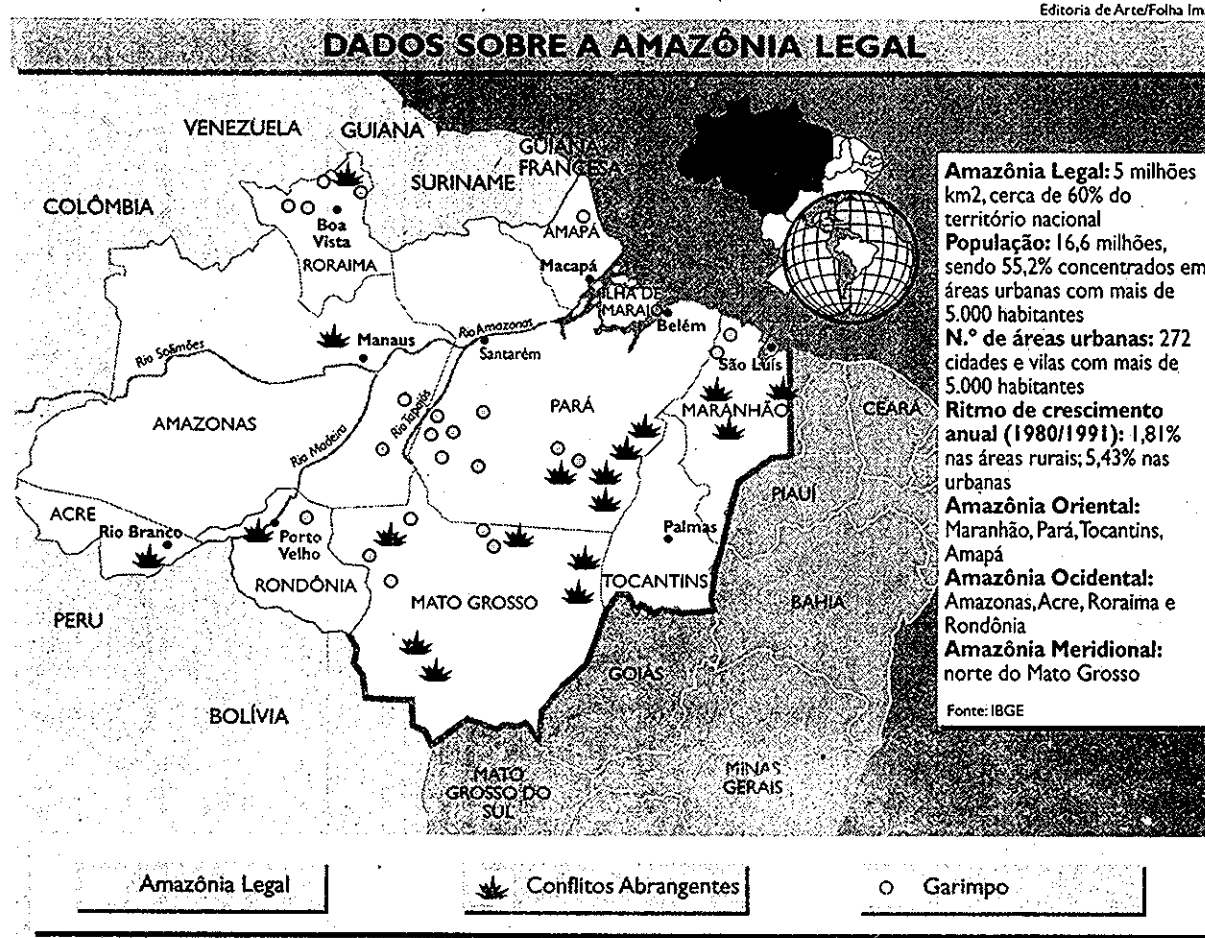 Editoria de Arte/Folha Im
DADOS SOBRE A AMAZÔNIA LEGAL
VENEZUELA
GUIANA
GUIANA
FRANCESA
SURINAME
COLÔMBIA
Boa
Vista
RORAIMA
AMAPÁ
Macapá
ILHA DE
MARAJÓ
Belém
Rio Amazonas
Santarém
Manaus
Rio Solimões
São Luís
AMAZONAS
Rio Madeira
Rio Tapajós
PARÁ
MARANHÃO
CEARÁ
PIAUÍ
ACRE
Rio Branco
Porto
Velho
RONDÔNIA
Palmas
TOCANTINS
MATO GROSSO
BAHIA
PERU
GOIÁS
BOLÍVIA
MATO
GROSSO DO
SUL
MINAS
GERAIS
Amazônia Legal: 5 milhões
km2, cerca de 60% do
território nacional
População: 16,6 milhões,
sendo 55,2% concentrados em
áreas urbanas com mais de
5.000 habitantes
N.º de áreas urbanas: 272
cidades e vilas com mais de
5.000 habitantes
Ritmo de crescimento
anual (1980/1991): 1,81%
nas áreas rurais; 5,43% nas
urbanas
Amazônia Oriental:
Maranhão, Pará, Tocantins,
Amapá
Amazônia Ocidental:
Amazonas, Acre, Roraima e
Rondônia
Amazônia Meridional:
norte do Mato Grosso
Fonte: IBGE
Amazônia Legal
Conflitos Abrangentes
Garimpo